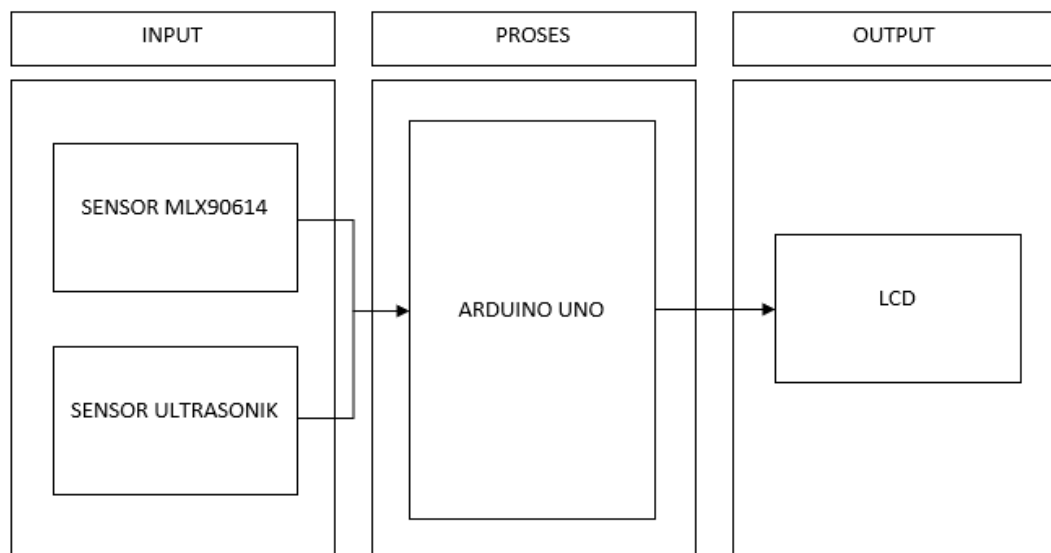 INPUT
PROSES
OUTPUT
SENSOR MLX90614
SENSOR ULTRASONIK
ARDUINO UNO
LCD